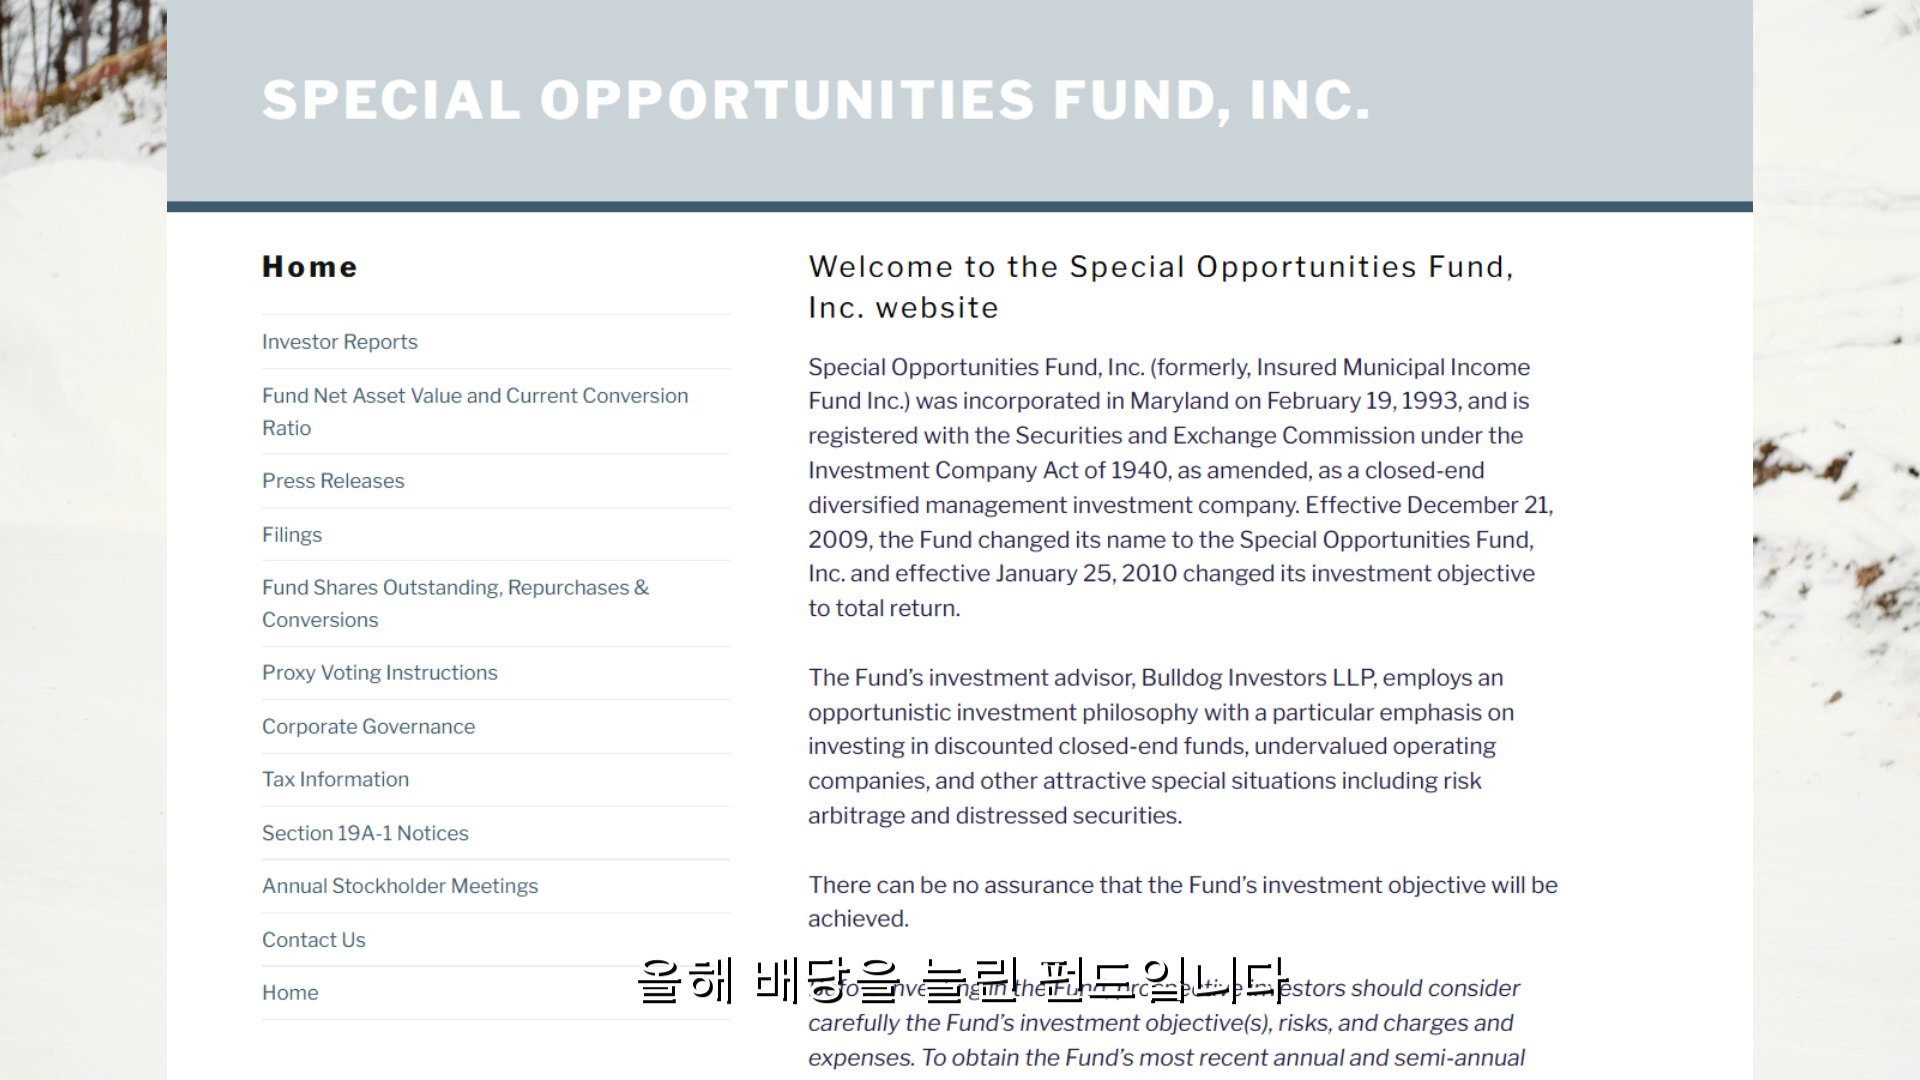 SPECIAL OPPORTUNITIES FUND, INC.
Home
Investor Reports
Fund Net Asset Value and Current Conversion
Ratio
Press Releases
Filings
Fund Shares Outstanding, Repurchases &
Conversions
Proxy Voting Instructions
Corporate Governance
Tax Information
Section 19A-1 Notices
Annual Stockholder Meetings
Contact Us
Home
Welcome to the Special Opportunities Fund,
Inc. website
Special Opportunities Fund, Inc. (formerly, Insured Municipal Income
Fund Inc.) was incorporated in Maryland on February 19, 1993, and is
registered with the Securities and Exchange Commission under the
Investment Company Act of 1940, as amended, as a closed-end
diversified management investment company. Effective December 21,
2009, the Fund changed its name to the Special Opportunities Fund,
Inc. and effective January 25, 2010 changed its investment objective
to total return.
The Fund’s investment advisor, Bulldog Investors LLP, employs an
opportunistic investment philosophy with a particular emphasis on
investing in discounted closed-end funds, undervalued operating
companies, and other attractive special situations including risk
arbitrage and distressed securities.
There can be no assurance that the Fund’s investment objective will be
achieved.
in the Fund, prospective investors should consider
carefully the Fund’s investment objective(s), risks, and charges and
expenses. To obtain the Fund’s most recent annual and semi-annual
올해 배당을 늘린 펀드입니다